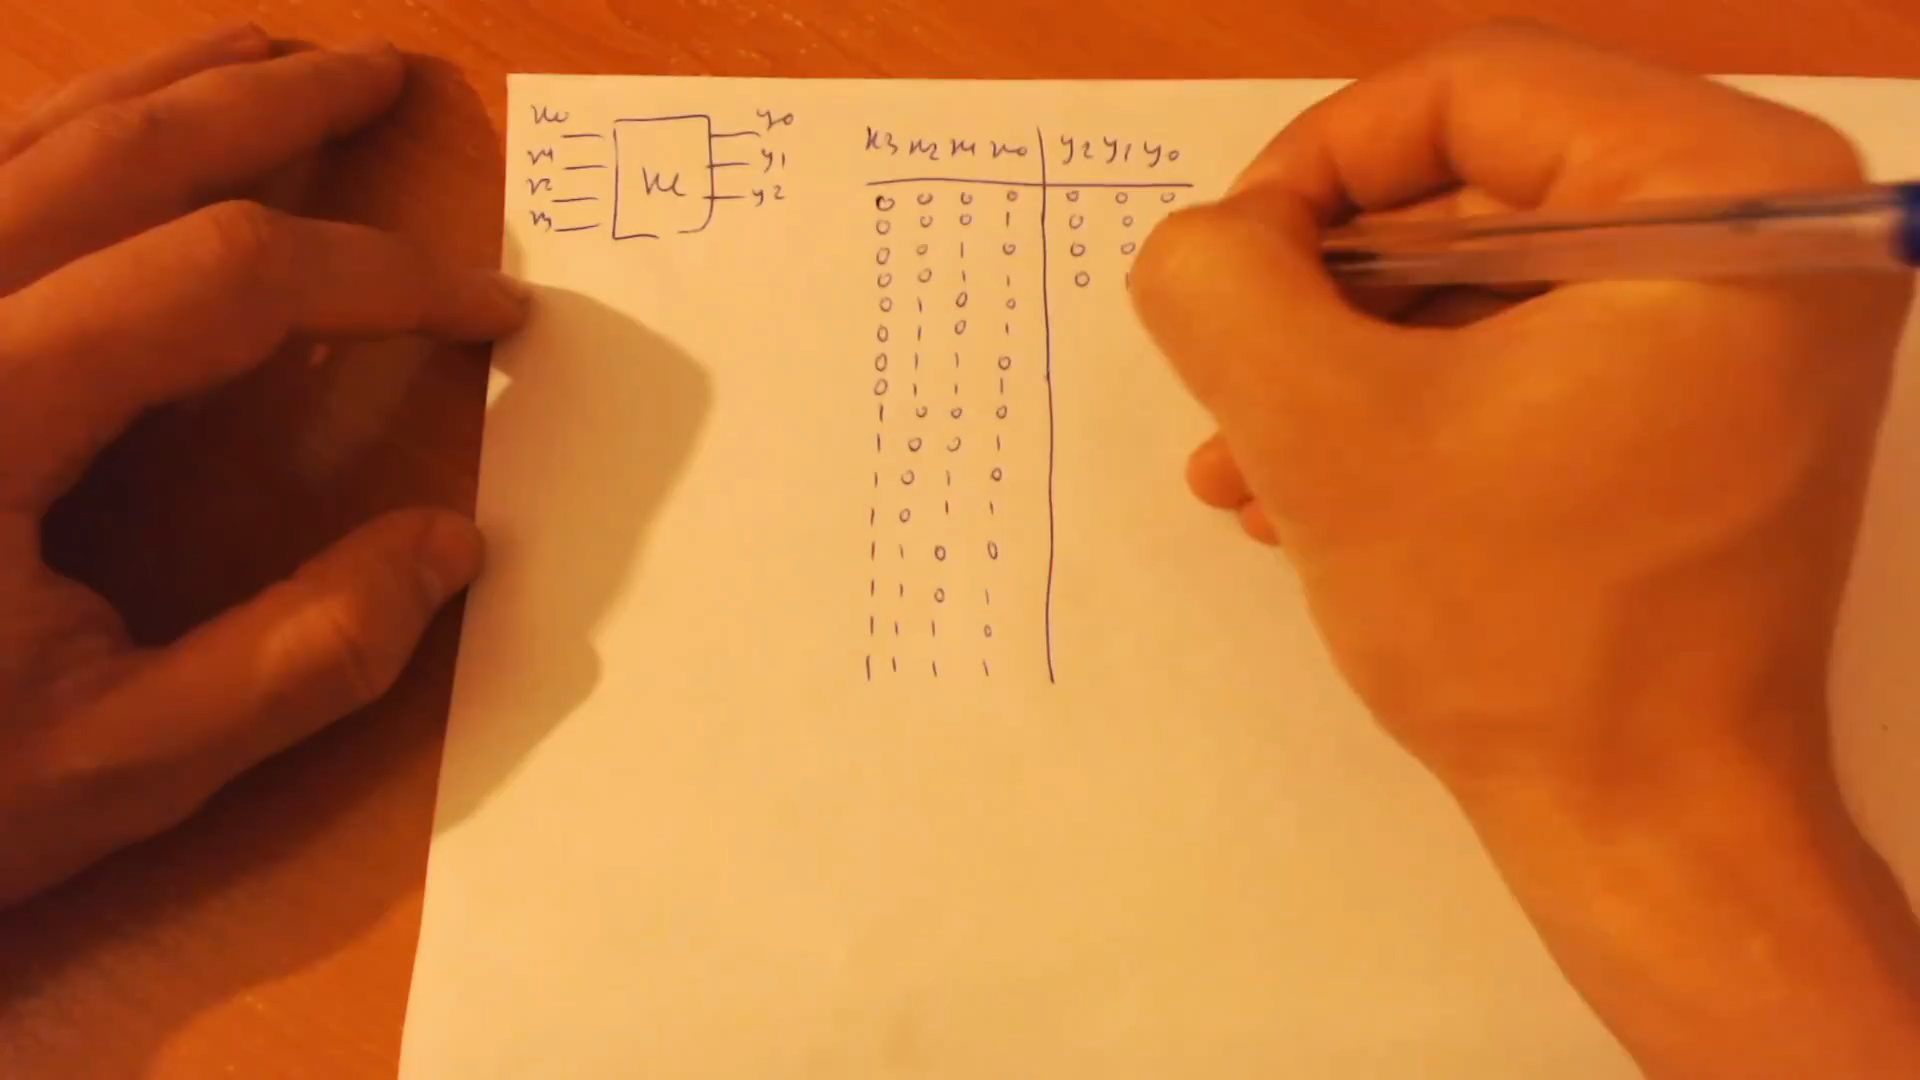 x0 y0
x1 y1
x2 y2
x3
x3 x2 x1 x0 y2 y1 y0
0 0 0 0 0 0 0
0 0 0 1 0 0
0 0 1 0 0 0
0 0 1 1 0 1
0 1 0 0
0 1 0 1
0 1 1 0
0 1 1 1
1 0 0 0
1 0 0 1
1 0 1 0
1 0 1 1
1 1 0 0
1 1 0 1
1 1 1 0
1 1 1 1